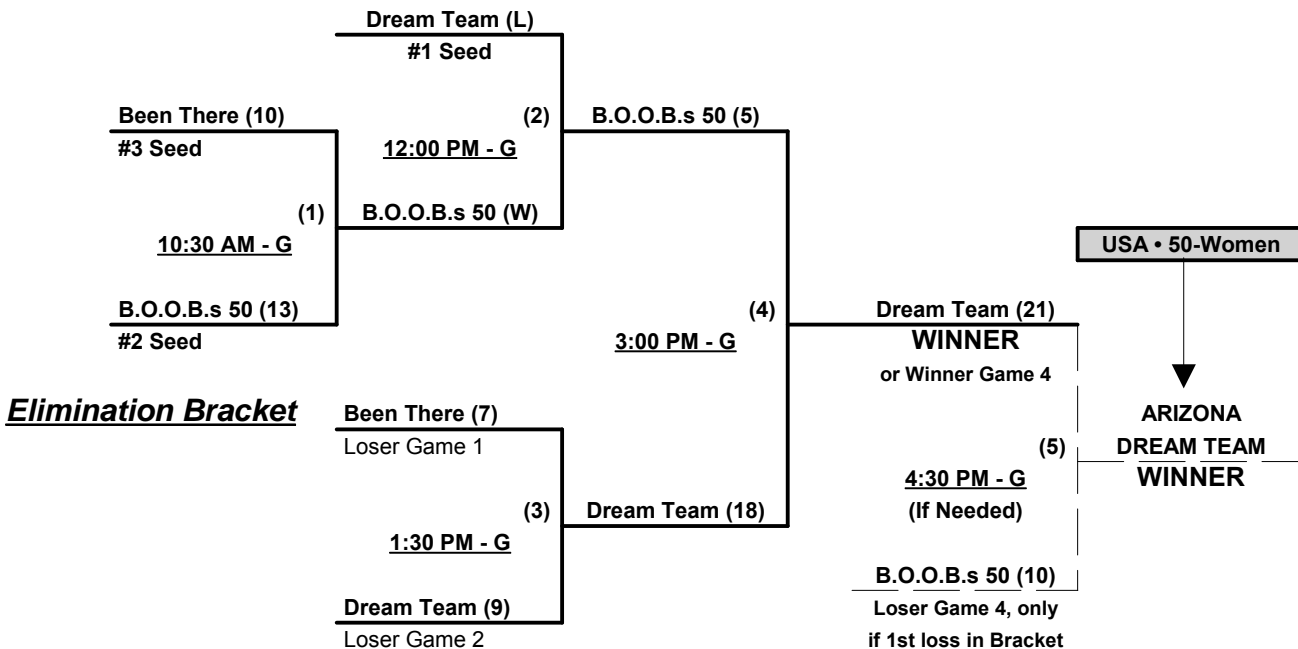 Dream Team (L)
#1 Seed
Been There (10)
(2)
B.O.O.B.s 50 (5)
#3 Seed
12:00 PM - G
(1)
B.O.O.B.s 50 (W)
10:30 AM - G
USA • 50-Women
B.O.O.B.s 50 (13)
(4)
Dream Team (21)
#2 Seed
3:00 PM - G
WINNER
or Winner Game 4
Elimination Bracket
Been There (7)
ARIZONA
Loser Game 1
(5)
DREAM TEAM
4:30 PM - G
WINNER
(3)
Dream Team (18)
(If Needed)
1:30 PM - G
B.O.O.B.s 50 (10)
Dream Team (9)
Loser Game 4, only
Loser Game 2
if 1st loss in Bracket